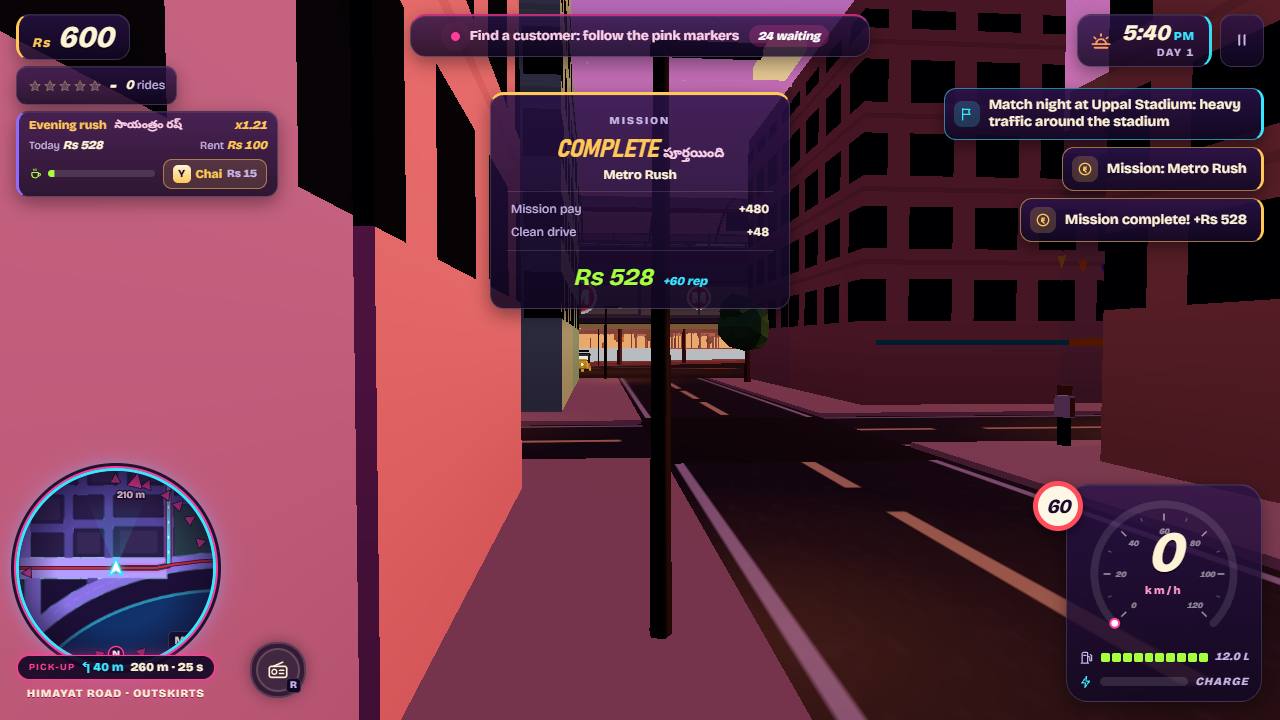 Rs 600
- 0 rides
Evening rush సాయంత్రం రష్ x1.21
Today Rs 528 Rent Rs 100
Y Chai Rs 15
Find a customer: follow the pink markers 24 waiting
5:40 PM
DAY 1
Match night at Uppal Stadium: heavy
traffic around the stadium
Mission: Metro Rush
Mission complete! +Rs 528
MISSION
COMPLETE పూర్తయింది
Metro Rush
Mission pay +480
Clean drive +48
Rs 528 +60 rep
210 m
M
N
PICK-UP 40 m 260 m · 25 s
HIMAYAT ROAD · OUTSKIRTS
R
60
0 20 40 60 80 100 120
0
km/h
12.0 L
CHARGE